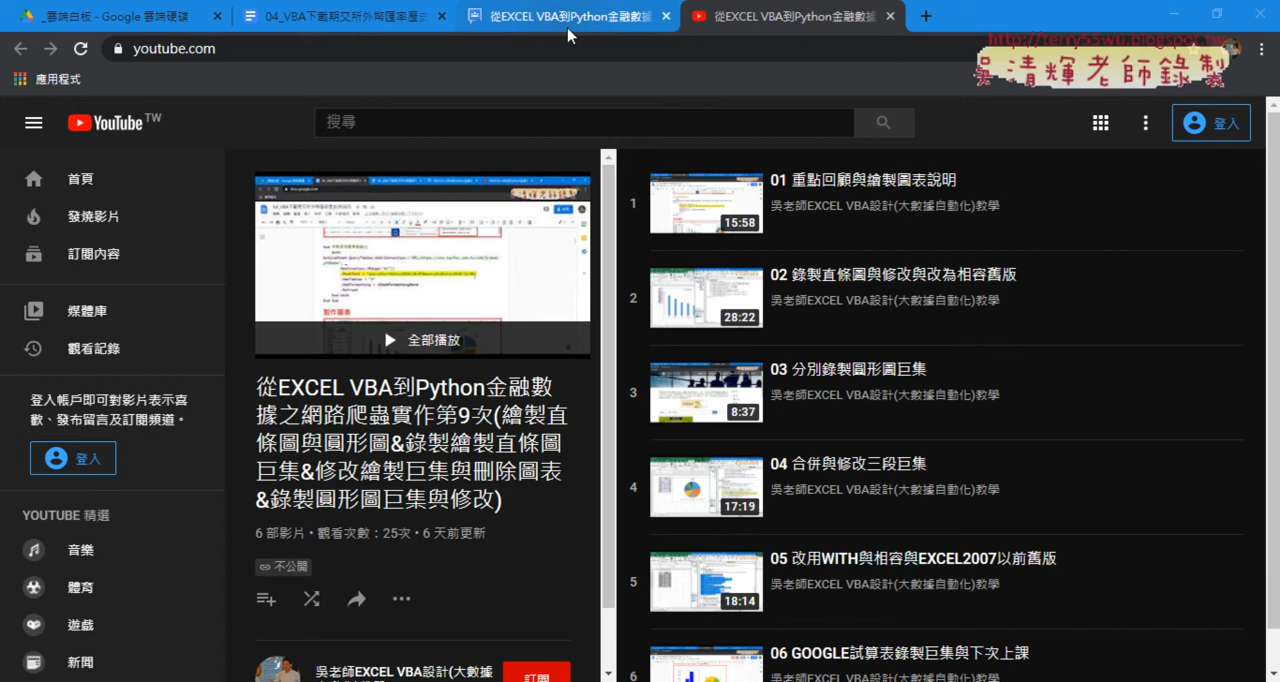 _雲端白板 - Google 雲端硬碟
04_VBA下載期交所外幣匯率歷史
從EXCEL VBA到Python金融數據
從EXCEL VBA到Python金融數據
youtube.com
http://terry55wu.blogspot.tw
吳清輝老師錄製
應用程式
YouTube TW
搜尋
登入
首頁
發燒影片
訂閱內容
媒體庫
觀看記錄
登入帳戶即可對影片表示喜
歡、發布留言及訂閱頻道。
登入
YOUTUBE 精選
音樂
體育
遊戲
新聞
全部播放
從EXCEL VBA到Python金融數
據之網路爬蟲實作第9次(繪製直
條圖與圓形圖&錄製繪製直條圖
巨集&修改繪製巨集與刪除圖表
&錄製圓形圖巨集與修改)
6 部影片 • 觀看次數：25次 • 6 天前更新
不公開
吳老師EXCEL VBA設計(大數據
訂閱
1
15:58
01 重點回顧與繪製圖表說明
吳老師EXCEL VBA設計(大數據自動化)教學
2
28:22
02 錄製直條圖與修改與改為相容舊版
吳老師EXCEL VBA設計(大數據自動化)教學
3
8:37
03 分別錄製圓形圖巨集
吳老師EXCEL VBA設計(大數據自動化)教學
4
17:19
04 合併與修改三段巨集
吳老師EXCEL VBA設計(大數據自動化)教學
5
18:14
05 改用WITH與相容與EXCEL2007以前舊版
吳老師EXCEL VBA設計(大數據自動化)教學
6
06 GOOGLE試算表錄製巨集與下次上課
吳老師EXCEL VBA設計(大數據自動化)教學